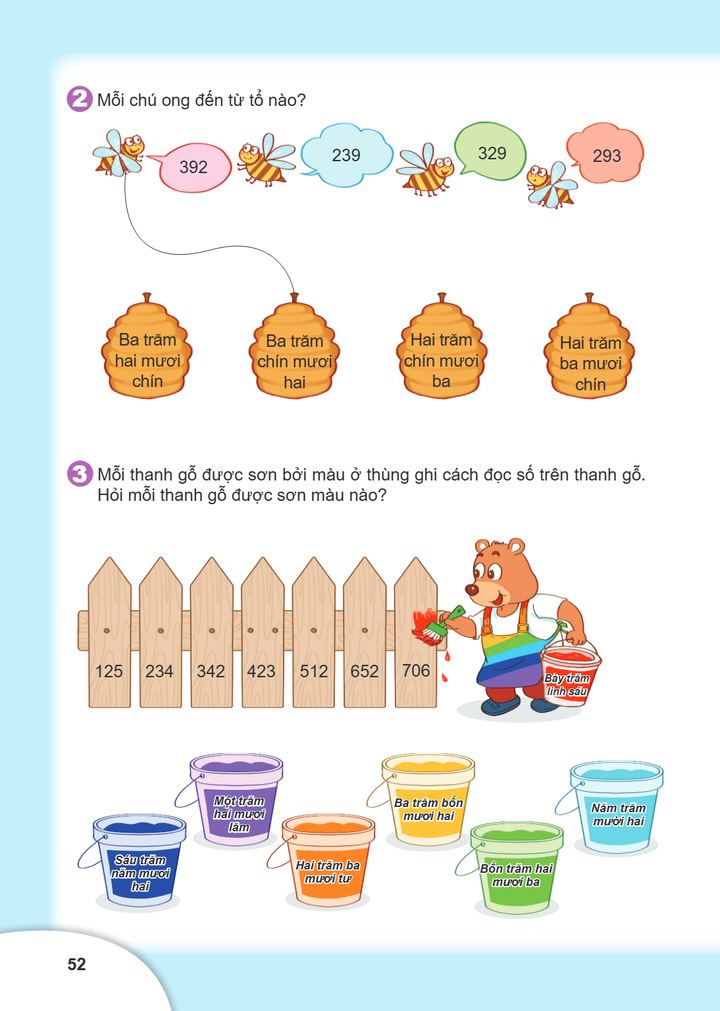 2 Mỗi chú ong đến từ tổ nào?
392
239
329
293
Ba trăm
hai mươi
chín
Ba trăm
chín mươi
hai
Hai trăm
chín mươi
ba
Hai trăm
ba mươi
chín
3 Mỗi thanh gỗ được sơn bởi màu ở thùng ghi cách đọc số trên thanh gỗ.
Hỏi mỗi thanh gỗ được sơn màu nào?
125 234 342 423 512 652 706
Bảy trăm
linh sáu
Sáu trăm
năm mươi
hai
Một trăm
hai mươi
lăm
Hai trăm ba
mươi tư
Ba trăm bốn
mươi hai
Bốn trăm hai
mươi ba
Năm trăm
mười hai
52